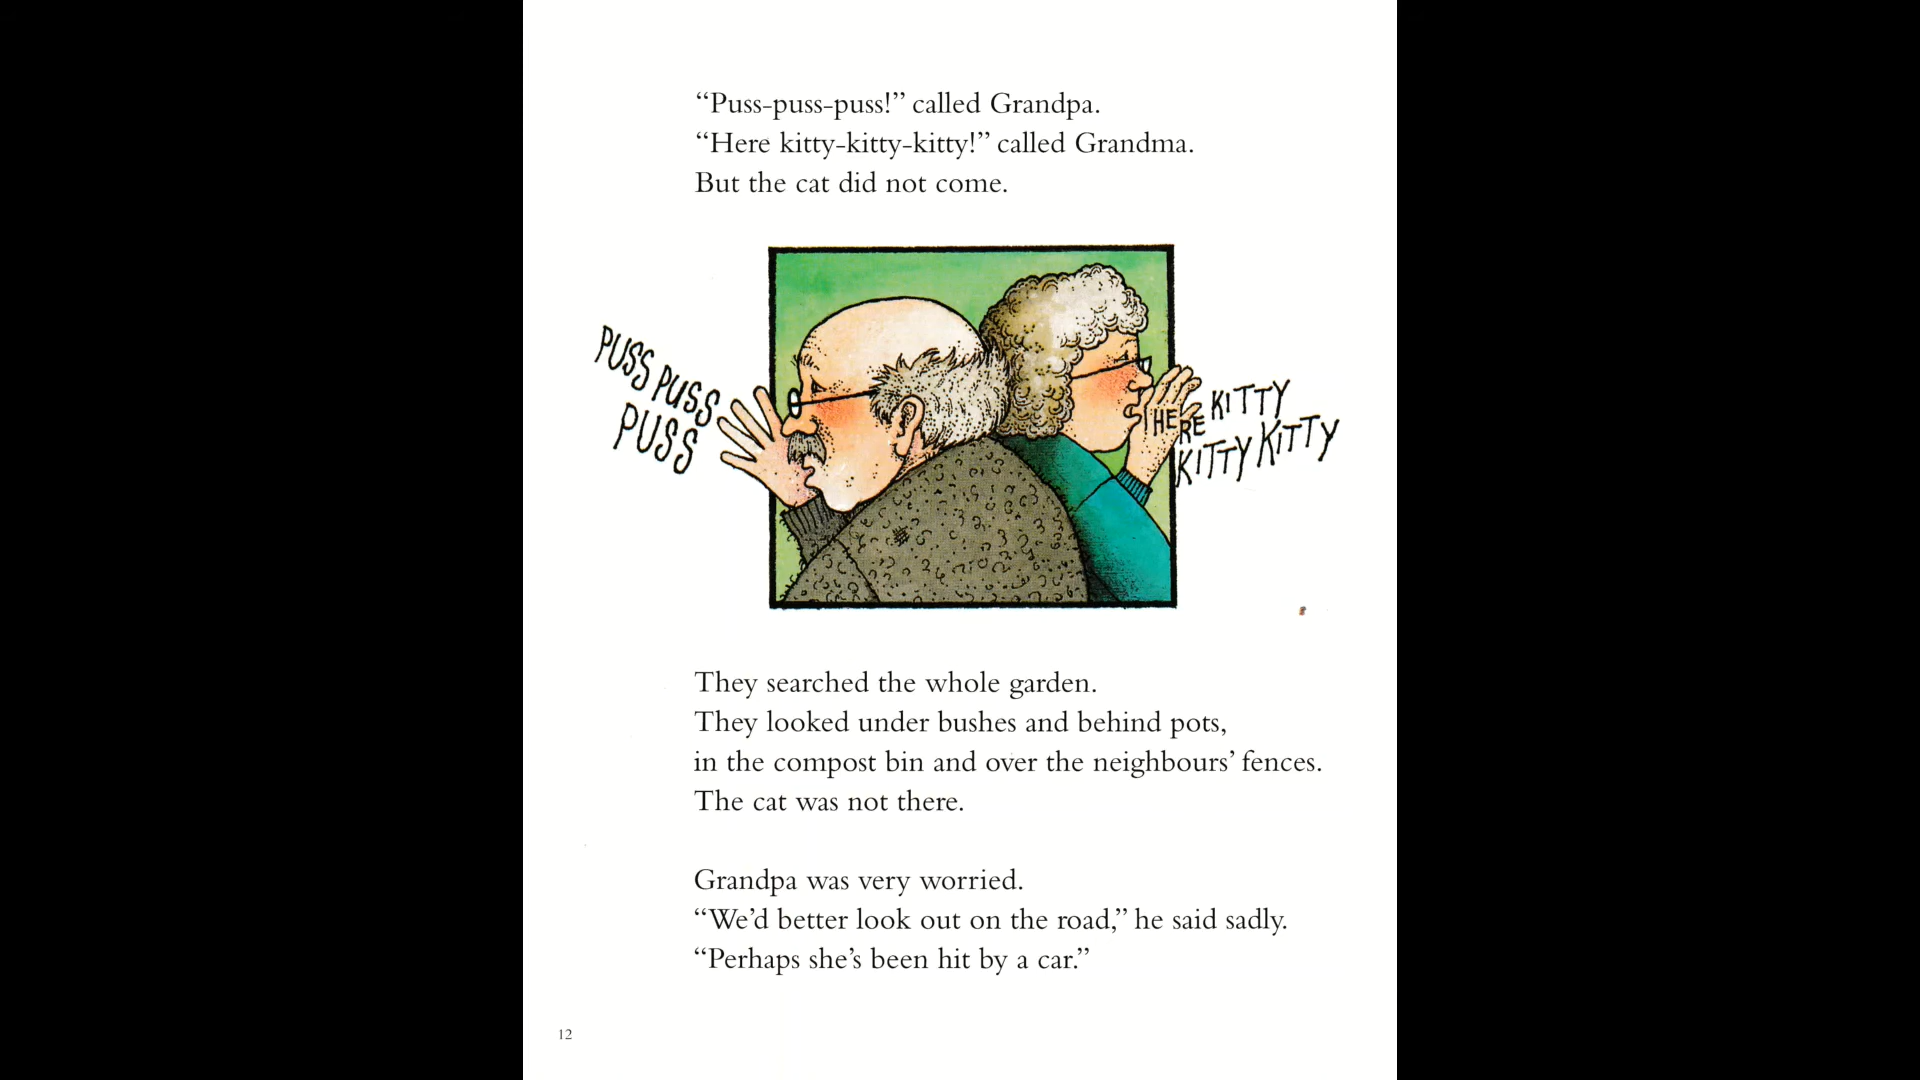 “Puss-puss-puss!” called Grandpa.
“Here kitty-kitty-kitty!” called Grandma.
But the cat did not come.
PUSS PUSS
PUSS
HERE KITTY
KITTY KITTY
They searched the whole garden.
They looked under bushes and behind pots,
in the compost bin and over the neighbours’ fences.
The cat was not there.
Grandpa was very worried.
“We’d better look out on the road,” he said sadly.
“Perhaps she’s been hit by a car.”
12